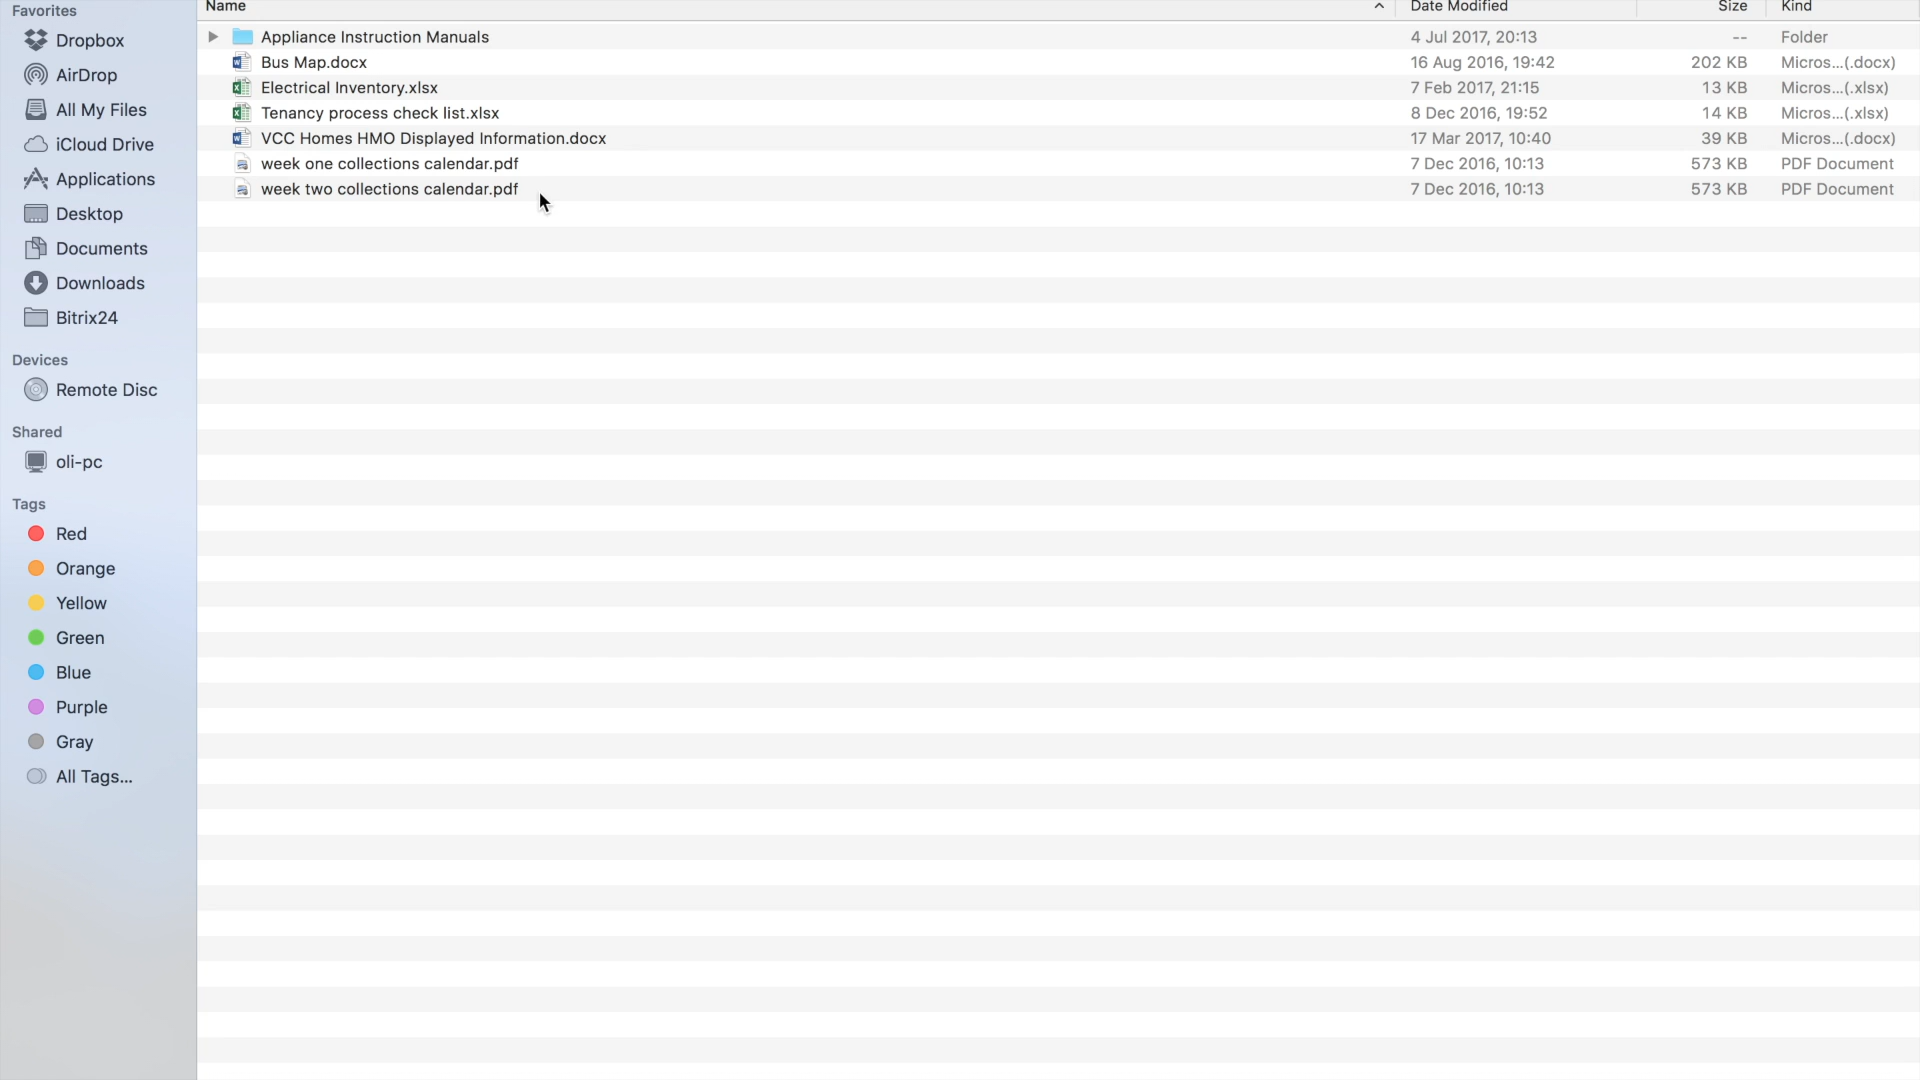 Favorites
Dropbox
AirDrop
All My Files
iCloud Drive
Applications
Desktop
Documents
Downloads
Bitrix24
Devices
Remote Disc
Shared
oli-pc
Tags
Red
Orange
Yellow
Green
Blue
Purple
Gray
All Tags...
Name Date Modified Size Kind
Appliance Instruction Manuals 4 Jul 2017, 20:13 -- Folder
Bus Map.docx 16 Aug 2016, 19:42 202 KB Micros...(.docx)
Electrical Inventory.xlsx 7 Feb 2017, 21:15 13 KB Micros...(.xlsx)
Tenancy process check list.xlsx 8 Dec 2016, 19:52 14 KB Micros...(.xlsx)
VCC Homes HMO Displayed Information.docx 17 Mar 2017, 10:40 39 KB Micros...(.docx)
week one collections calendar.pdf 7 Dec 2016, 10:13 573 KB PDF Document
week two collections calendar.pdf 7 Dec 2016, 10:13 573 KB PDF Document